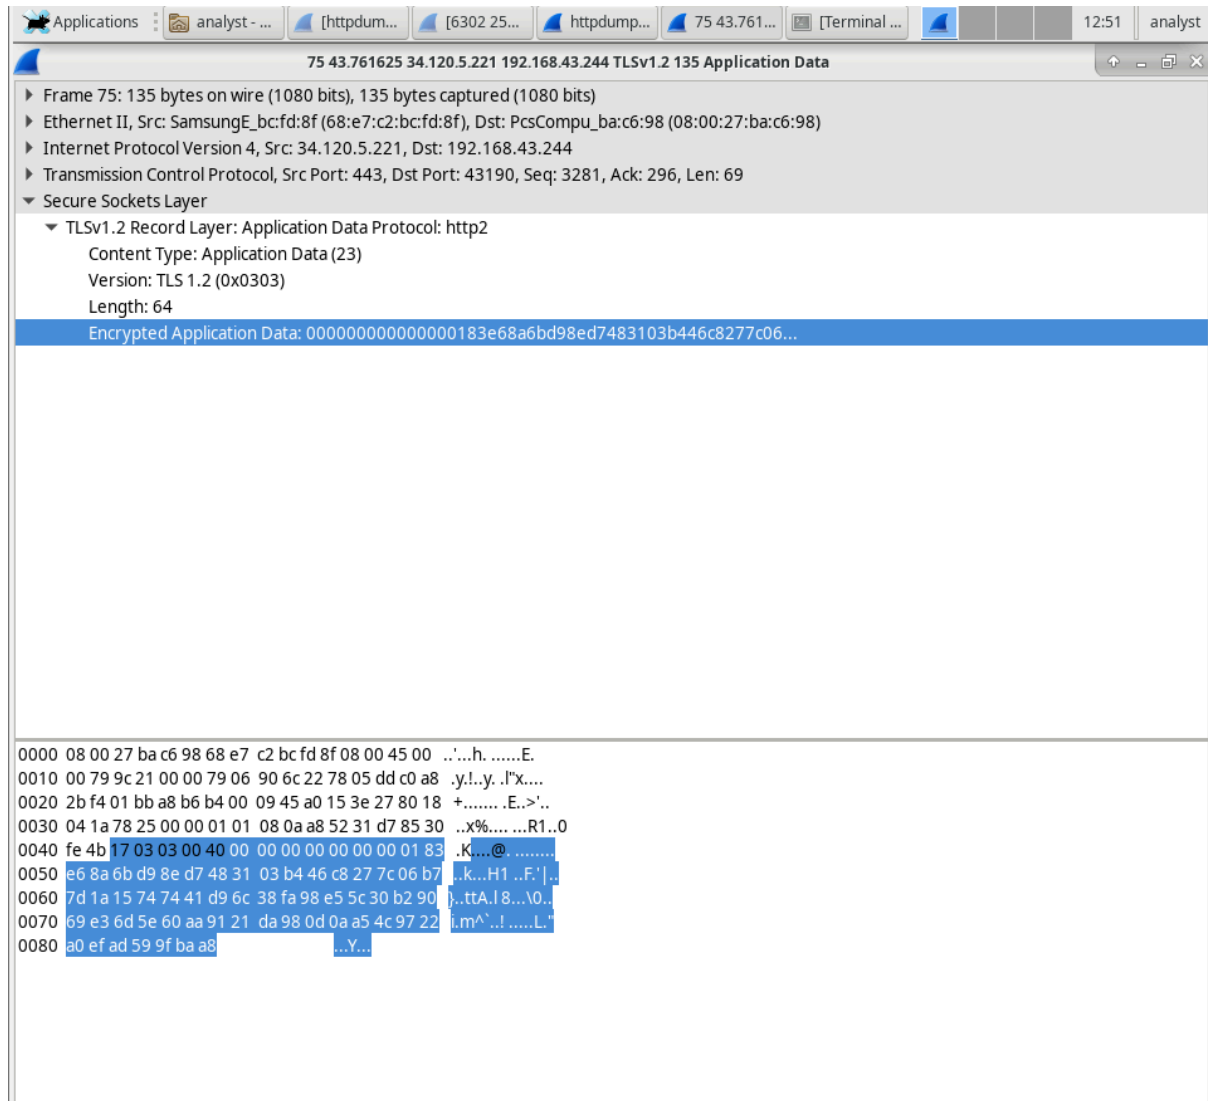 Applications analyst - ... [httpdum... [6302 25... httpdump... 75 43.761... [Terminal ... 12:51 analyst
75 43.761625 34.120.5.221 192.168.43.244 TLSv1.2 135 Application Data
Frame 75: 135 bytes on wire (1080 bits), 135 bytes captured (1080 bits)
Ethernet II, Src: SamsungE_bc:fd:8f (68:e7:c2:bc:fd:8f), Dst: PcsCompu_ba:c6:98 (08:00:27:ba:c6:98)
Internet Protocol Version 4, Src: 34.120.5.221, Dst: 192.168.43.244
Transmission Control Protocol, Src Port: 443, Dst Port: 43190, Seq: 3281, Ack: 296, Len: 69
Secure Sockets Layer
TLSv1.2 Record Layer: Application Data Protocol: http2
Content Type: Application Data (23)
Version: TLS 1.2 (0x0303)
Length: 64
Encrypted Application Data: 000000000000000183e68a6bd98ed7483103b446c8277c06...
0000 08 00 27 ba c6 98 68 e7 c2 bc fd 8f 08 00 45 00 ..'...h. ......E.
0010 00 79 9c 21 00 00 79 06 90 6c 22 78 05 dd c0 a8 .y.!..y. .l"x....
0020 2b f4 01 bb a8 b6 b4 00 09 45 a0 15 3e 27 80 18 +....... .E..>'..
0030 04 1a 78 25 00 00 01 01 08 0a a8 52 31 d7 85 30 ..x%.... ...R1..0
0040 fe 4b 17 03 03 00 40 00 00 00 00 00 00 00 01 83 .K....@. ........
0050 e6 8a 6b d9 8e d7 48 31 03 b4 46 c8 27 7c 06 b7 ..k...H1 ..F.'|..
0060 7d 1a 15 74 74 41 d9 6c 38 fa 98 e5 5c 30 b2 90 }..ttA.l 8...\0..
0070 69 e3 6d 5e 60 aa 91 21 da 98 0d 0a a5 4c 97 22 i.m^`..! .....L."
0080 a0 ef ad 59 9f ba a8 ...Y...